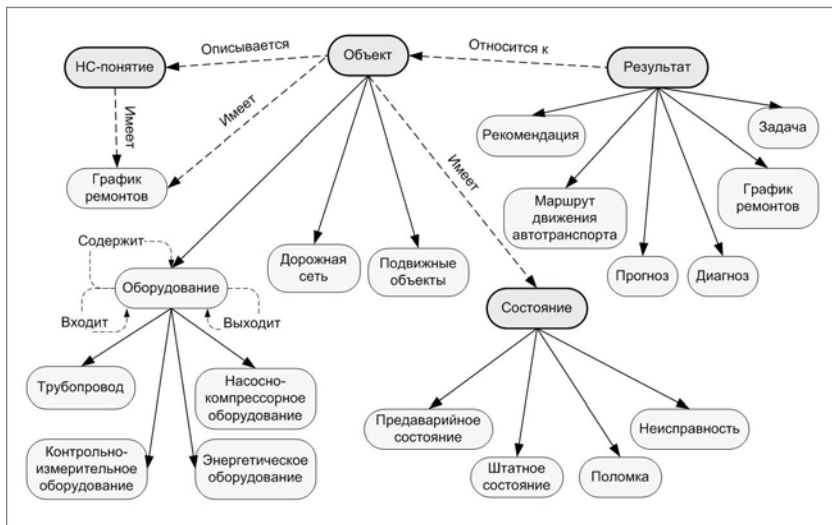 Описывается
Объект
Относится к
НС-понятие
Результат
Имеет
Имеет
Рекомендация
Задача
График
ремонтов
Имеет
Маршрут
движения
автотранспорта
График
ремонтов
Содержит
Дорожная
сеть
Подвижные
объекты
Прогноз
Диагноз
Оборудование
Состояние
Входит
Выходит
Трубопровод
Насосно-
компрессорное
оборудование
Предаварийное
состояние
Неисправность
Контрольно-
измерительное
оборудование
Энергетическое
оборудование
Штатное
состояние
Поломка